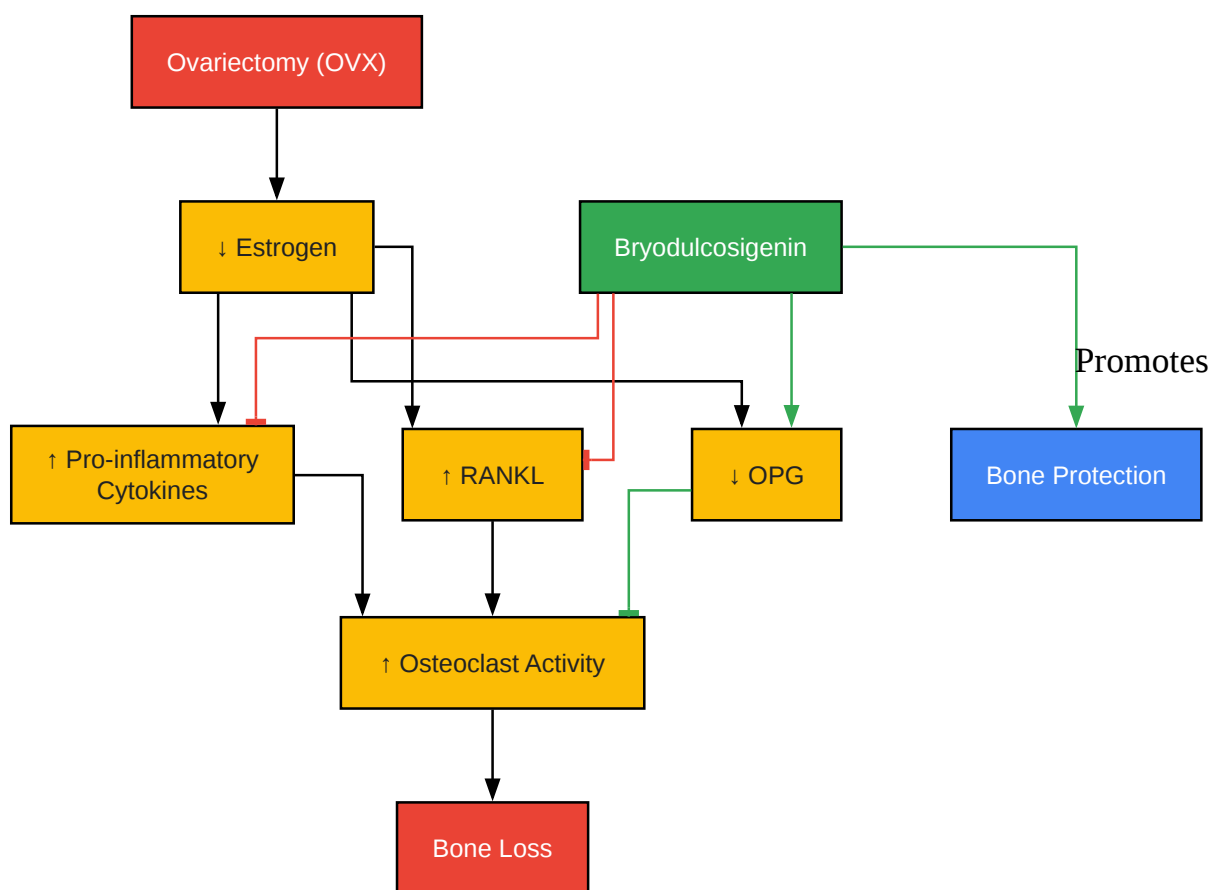 Ovariectomy (OVX)
↓ Estrogen
Bryodulcosigenin
Promotes
↑ Pro-inflammatory
Cytokines
↑ RANKL
↓ OPG
Bone Protection
↑ Osteoclast Activity
Bone Loss